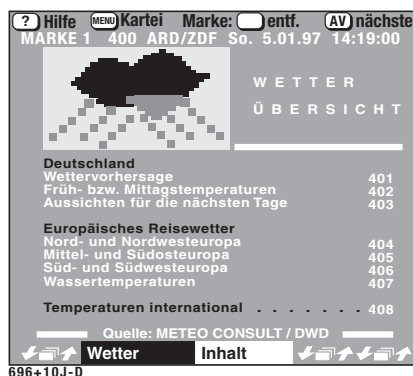 ? Hilfe MENU Kartei Marke: entf. AV nächste
MARKE 1 400 ARD/ZDF So. 5.01.97 14:19:00
WETTER
ÜBERSICHT
Deutschland
Wettervorhersage 401
Früh- bzw. Mittagstemperaturen 402
Aussichten für die nächsten Tage 403
Europäisches Reisewetter
Nord- und Nordwesteuropa 404
Mittel- und Südosteuropa 405
Süd- und Südwesteuropa 406
Wassertemperaturen 407
Temperaturen international . . . . . . . 408
Quelle: METEO CONSULT / DWD
Wetter Inhalt
696+10J-D